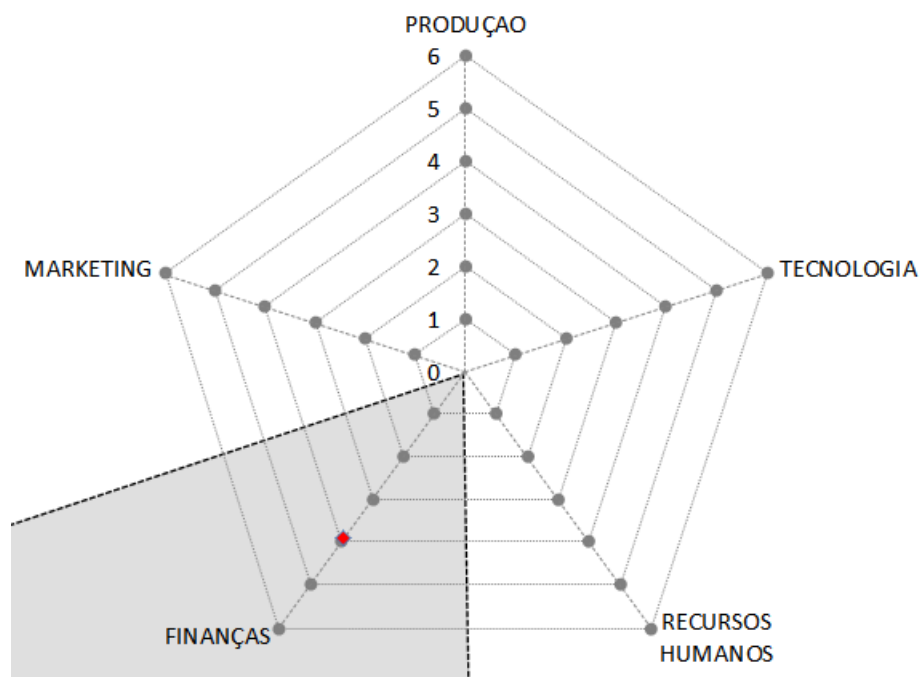 PRODUÇAO
6
5
4
3
2
1
0
MARKETING
TECNOLOGIA
FINANÇAS
RECURSOS
HUMANOS